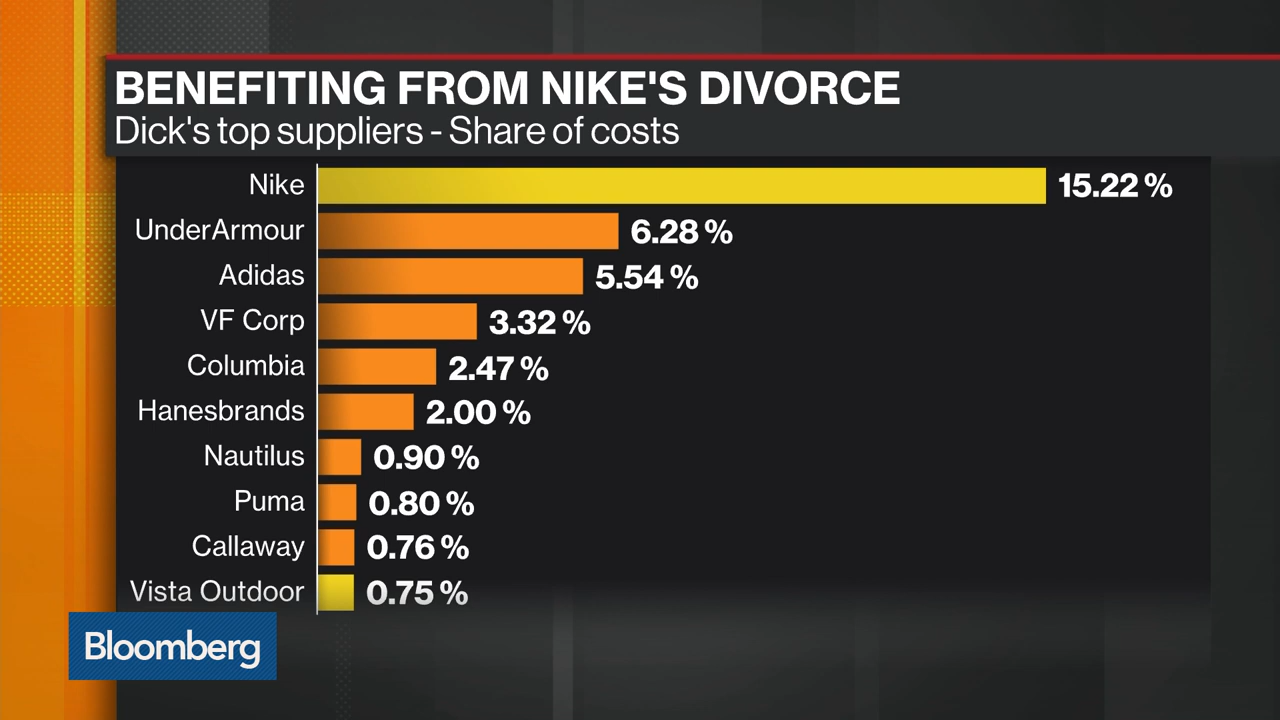 BENEFITING FROM NIKE'S DIVORCE
Dick's top suppliers - Share of costs
Nike 15.22 %
UnderArmour 6.28 %
Adidas 5.54 %
VF Corp 3.32 %
Columbia 2.47 %
Hanesbrands 2.00 %
Nautilus 0.90 %
Puma 0.80 %
Callaway 0.76 %
Vista Outdoor 0.75 %
Bloomberg